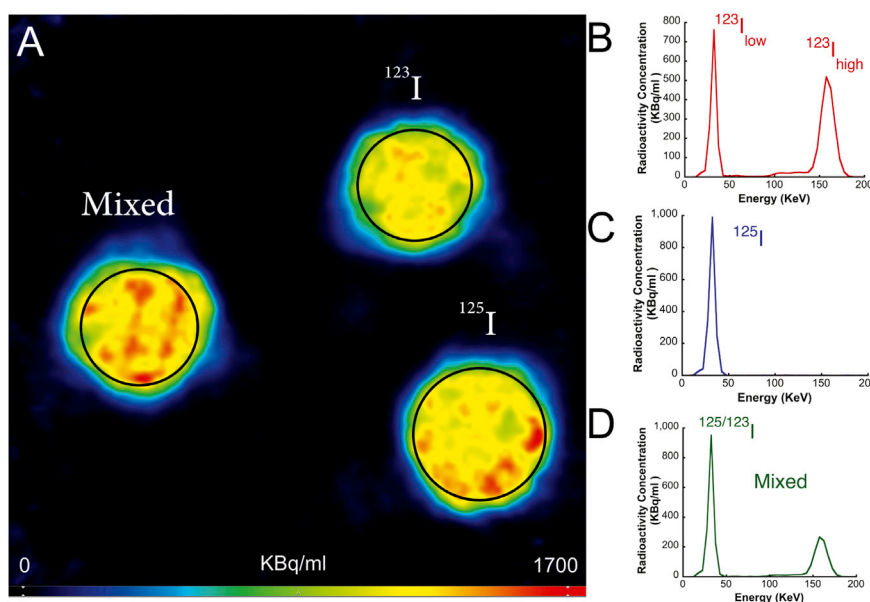 A
123I
Mixed
125I
0 KBq/ml 1700
B
123I low
123I high
Radioactivity Concentration
(KBq/ml )
800
700
600
500
400
300
200
100
0
0 50 100 150 200
Energy (KeV)
C
125I
Radioactivity Concentration
(KBq/ml )
1,000
800
600
400
200
0
0 50 100 150 200
Energy (KeV)
D
125/123I
Mixed
Radioactivity Concentration
(KBq/ml )
1,000
800
600
400
200
0
0 50 100 150 200
Energy (KeV)